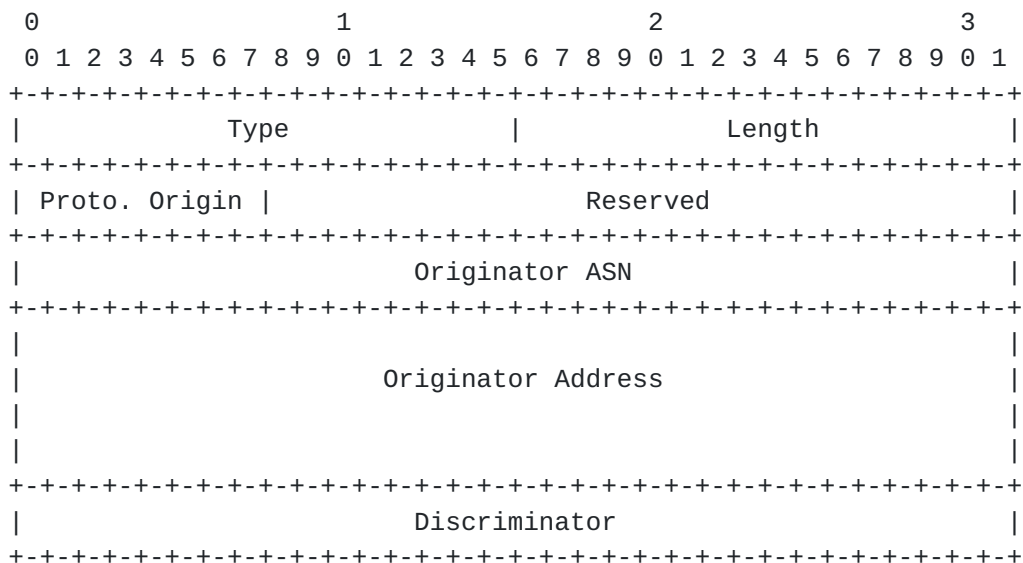 0                   1                   2                   3
 0 1 2 3 4 5 6 7 8 9 0 1 2 3 4 5 6 7 8 9 0 1 2 3 4 5 6 7 8 9 0 1
+-+-+-+-+-+-+-+-+-+-+-+-+-+-+-+-+-+-+-+-+-+-+-+-+-+-+-+-+-+-+-+-+
|             Type              |             Length            |
+-+-+-+-+-+-+-+-+-+-+-+-+-+-+-+-+-+-+-+-+-+-+-+-+-+-+-+-+-+-+-+-+
| Proto. Origin |                    Reserved                   |
+-+-+-+-+-+-+-+-+-+-+-+-+-+-+-+-+-+-+-+-+-+-+-+-+-+-+-+-+-+-+-+-+
|                         Originator ASN                        |
+-+-+-+-+-+-+-+-+-+-+-+-+-+-+-+-+-+-+-+-+-+-+-+-+-+-+-+-+-+-+-+-+
|                                                               |
|                       Originator Address                      |
|                                                               |
|                                                               |
+-+-+-+-+-+-+-+-+-+-+-+-+-+-+-+-+-+-+-+-+-+-+-+-+-+-+-+-+-+-+-+-+
|                         Discriminator                         |
+-+-+-+-+-+-+-+-+-+-+-+-+-+-+-+-+-+-+-+-+-+-+-+-+-+-+-+-+-+-+-+-+